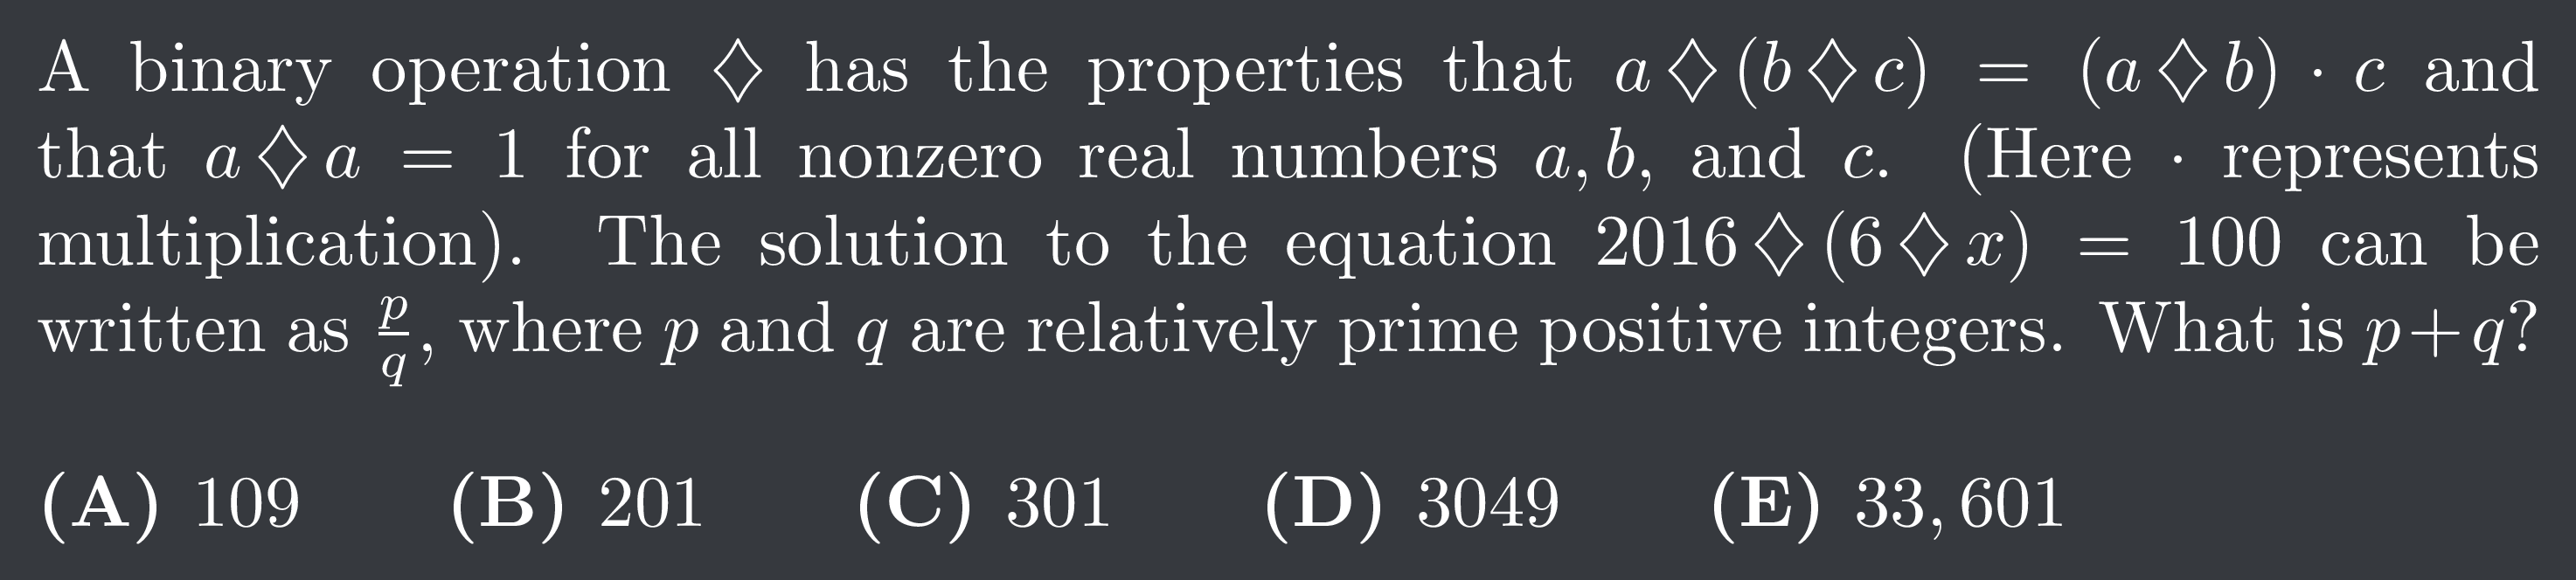 A binary operation ♢ has the properties that a ♢ (b ♢ c) = (a ♢ b) · c and
that a ♢ a = 1 for all nonzero real numbers a, b, and c. (Here · represents
multiplication). The solution to the equation 2016 ♢ (6 ♢ x) = 100 can be
written as p/q, where p and q are relatively prime positive integers. What is p+q?
(A) 109 (B) 201 (C) 301 (D) 3049 (E) 33, 601